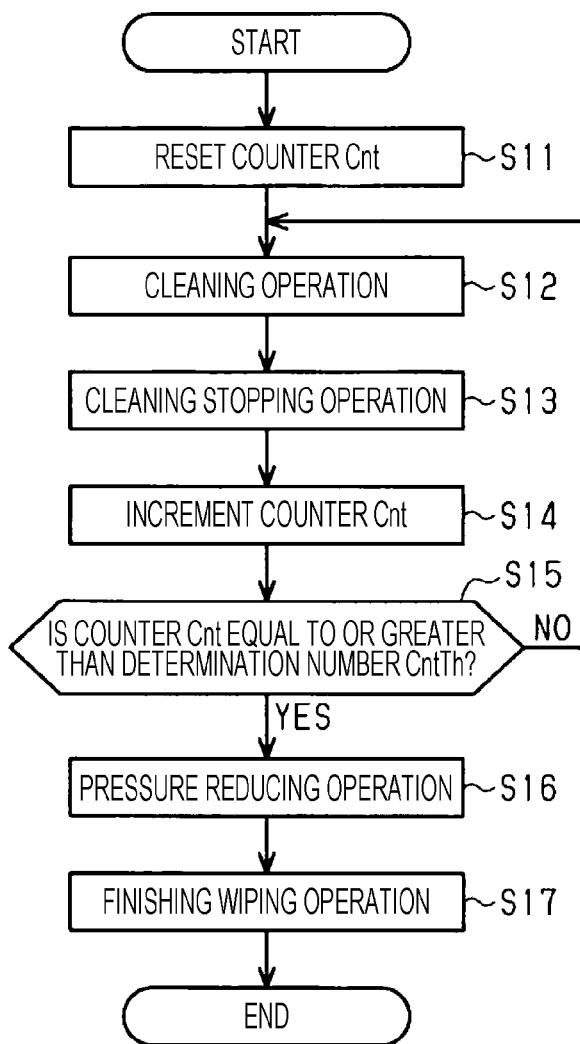 START
RESET COUNTER Cnt
S11
CLEANING OPERATION
S12
CLEANING STOPPING OPERATION
S13
INCREMENT COUNTER Cnt
S14
S15
IS COUNTER Cnt EQUAL TO OR GREATER
THAN DETERMINATION NUMBER CntTh?
NO
YES
PRESSURE REDUCING OPERATION
S16
FINISHING WIPING OPERATION
S17
END